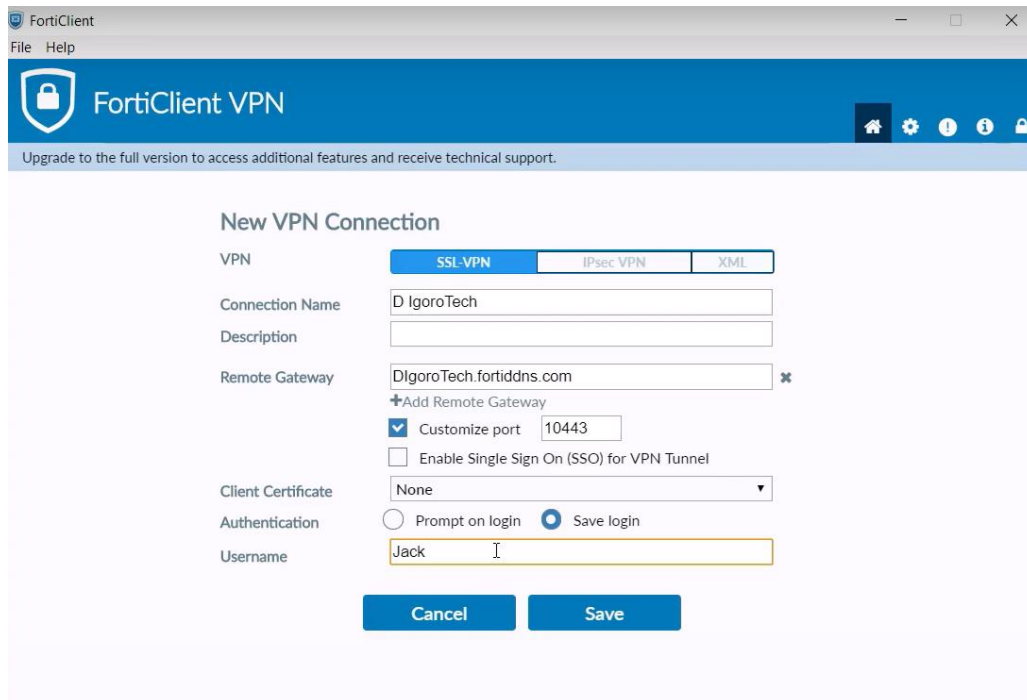 FortiClient
File Help
FortiClient VPN
Upgrade to the full version to access additional features and receive technical support.
New VPN Connection
VPN SSL-VPN IPsec VPN XML
Connection Name D IgoroTech
Description
Remote Gateway DIgoroTech.fortiddns.com
+Add Remote Gateway
Customize port 10443
Enable Single Sign On (SSO) for VPN Tunnel
Client Certificate None
Authentication Prompt on login Save login
Username Jack
Cancel Save